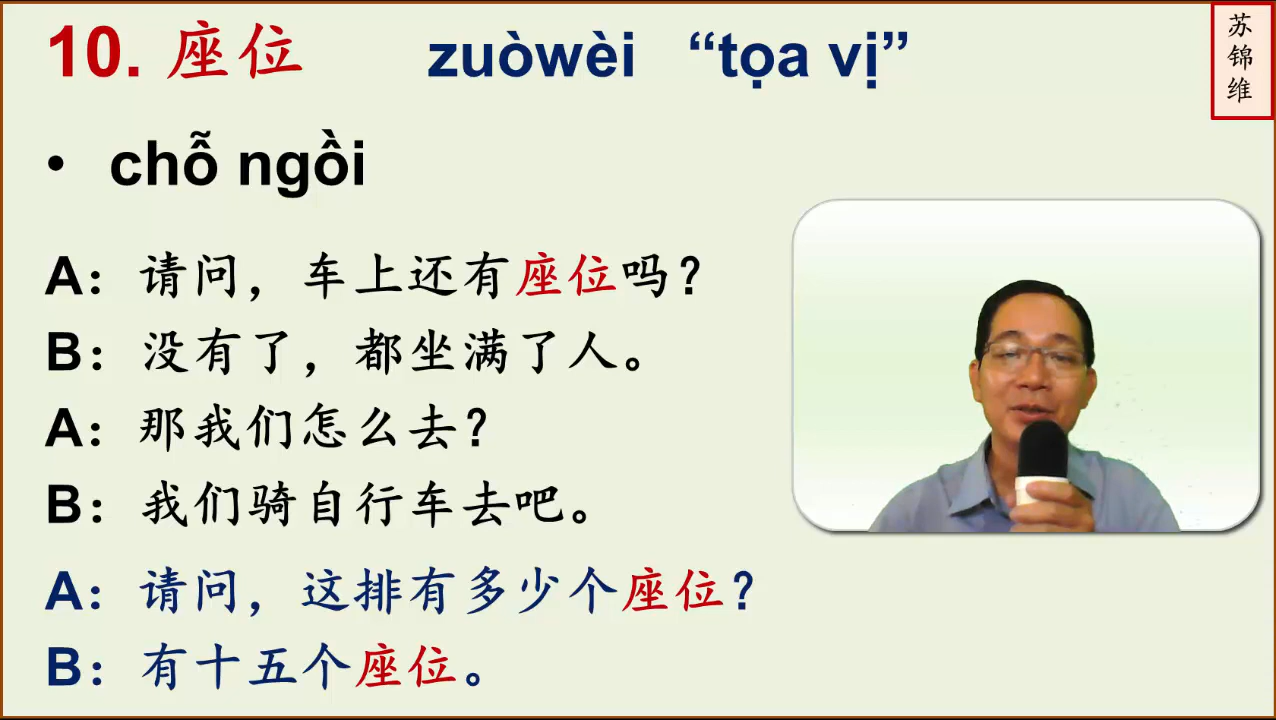 10. 座位 zuòwèi “tọa vị”
苏锦维
• chỗ ngồi
A：请问，车上还有座位吗？
B：没有了，都坐满了人。
A：那我们怎么去？
B：我们骑自行车去吧。
A：请问，这排有多少个座位？
B：有十五个座位。